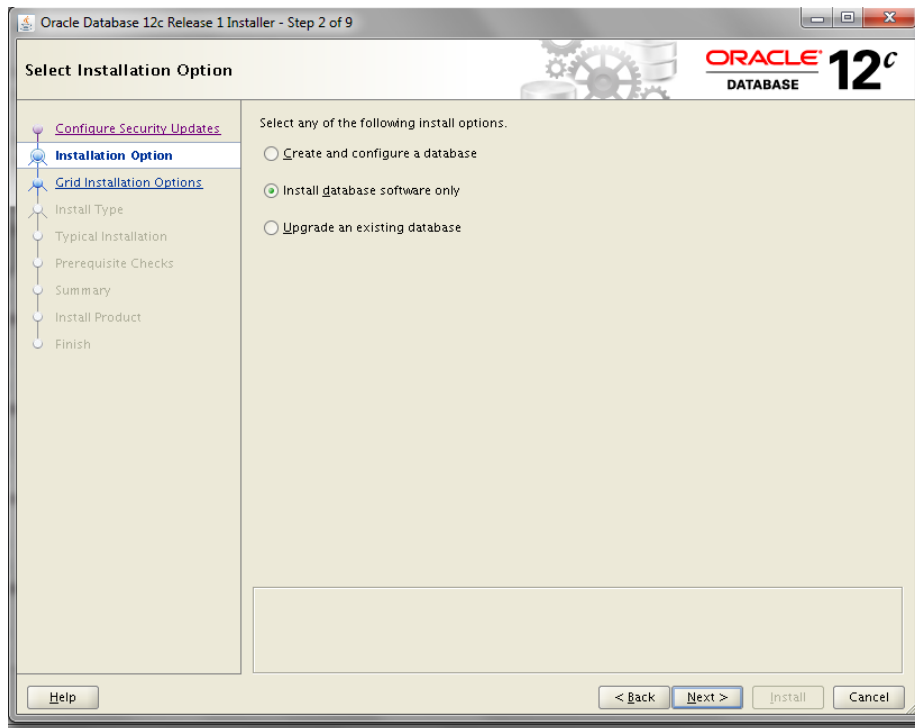 Oracle Database 12c Release 1 Installer - Step 2 of 9
Select Installation Option
ORACLE
DATABASE
12c
Configure Security Updates
Installation Option
Grid Installation Options
Install Type
Typical Installation
Prerequisite Checks
Summary
Install Product
Finish
Select any of the following install options.
Create and configure a database
Install database software only
Upgrade an existing database
Help
< Back
Next >
Install
Cancel